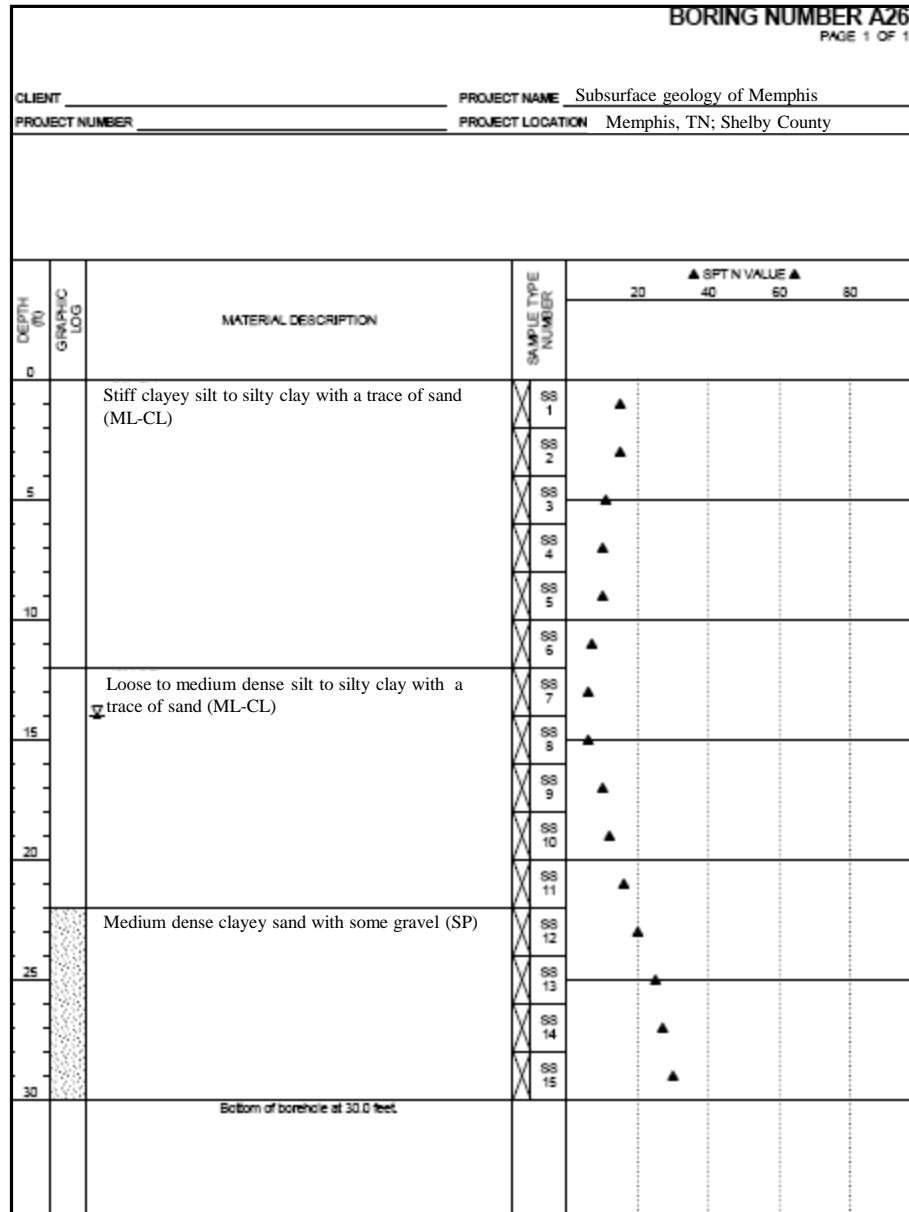 BORING NUMBER A26
PAGE 1 OF 1
CLIENT
PROJECT NAME Subsurface geology of Memphis
PROJECT NUMBER
PROJECT LOCATION Memphis, TN; Shelby County
DEPTH (ft)
GRAPHIC LOG
MATERIAL DESCRIPTION
SAMPLE TYPE NUMBER
▲ SPT N VALUE ▲
20 40 60 80
0
Stiff clayey silt to silty clay with a trace of sand
(ML-CL)
SS 1
SS 2
5
SS 3
SS 4
SS 5
10
SS 6
Loose to medium dense silt to silty clay with a
trace of sand (ML-CL)
SS 7
15
SS 8
SS 9
SS 10
20
SS 11
Medium dense clayey sand with some gravel (SP)
SS 12
25
SS 13
SS 14
SS 15
30
Bottom of borehole at 30.0 feet.